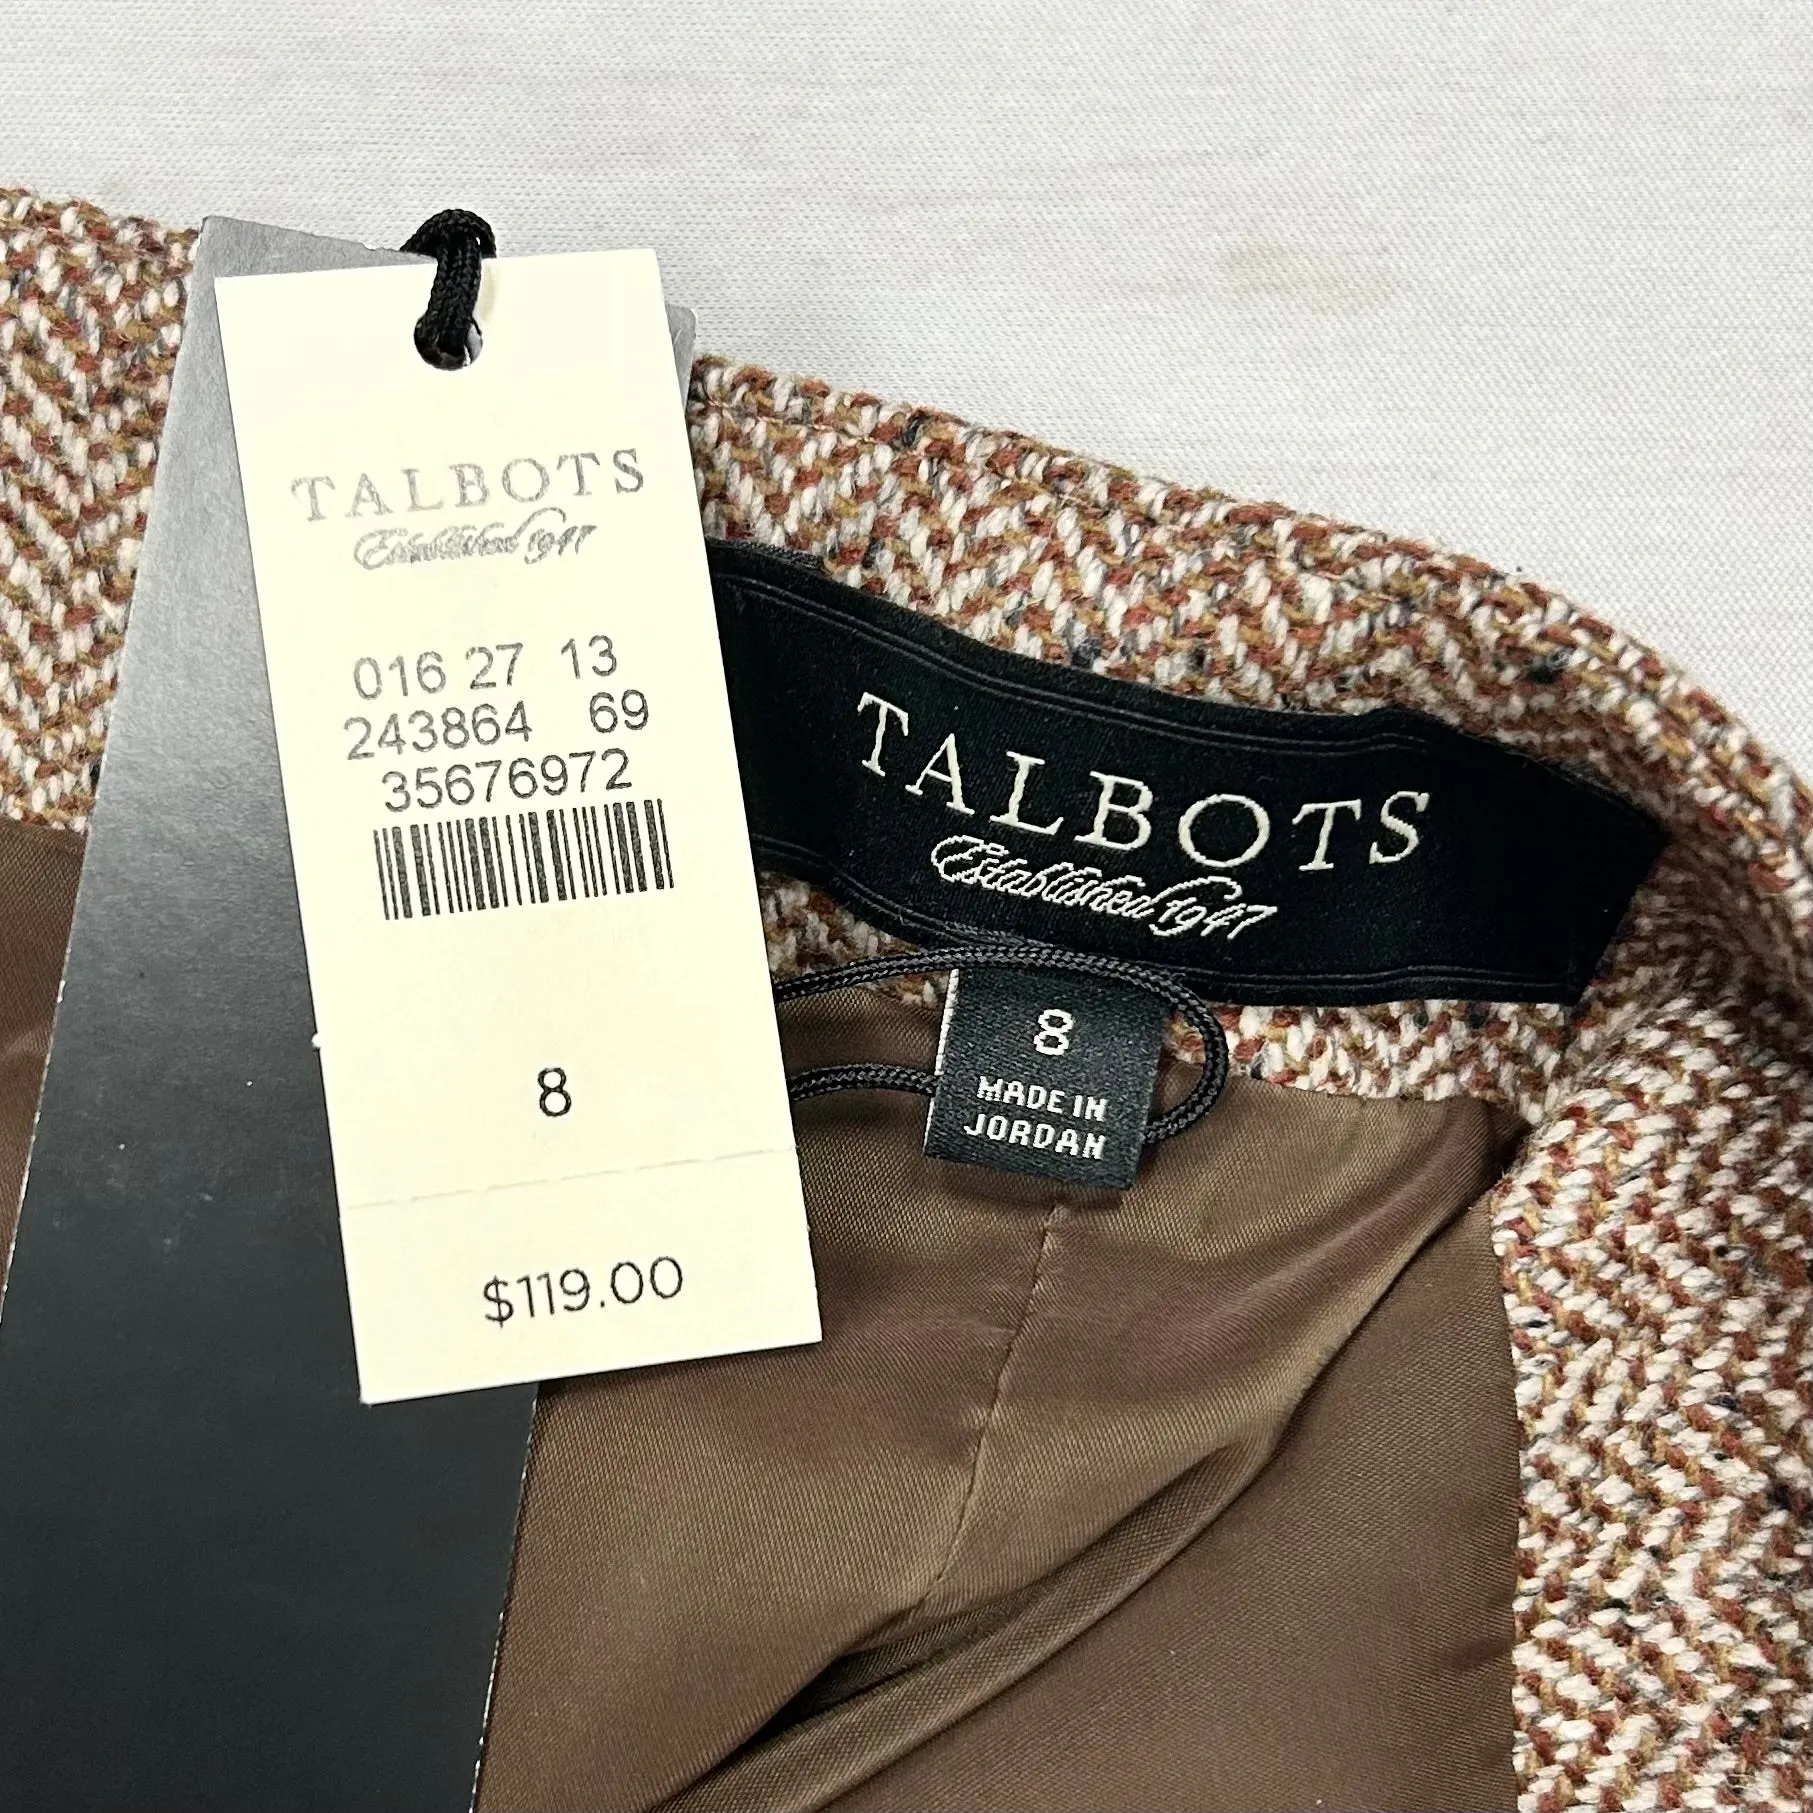 TALBOTS
Established 1947
016 27 13
243864 69
35676972
8
$119.00
TALBOTS
Established 1947
8
MADE IN
JORDAN